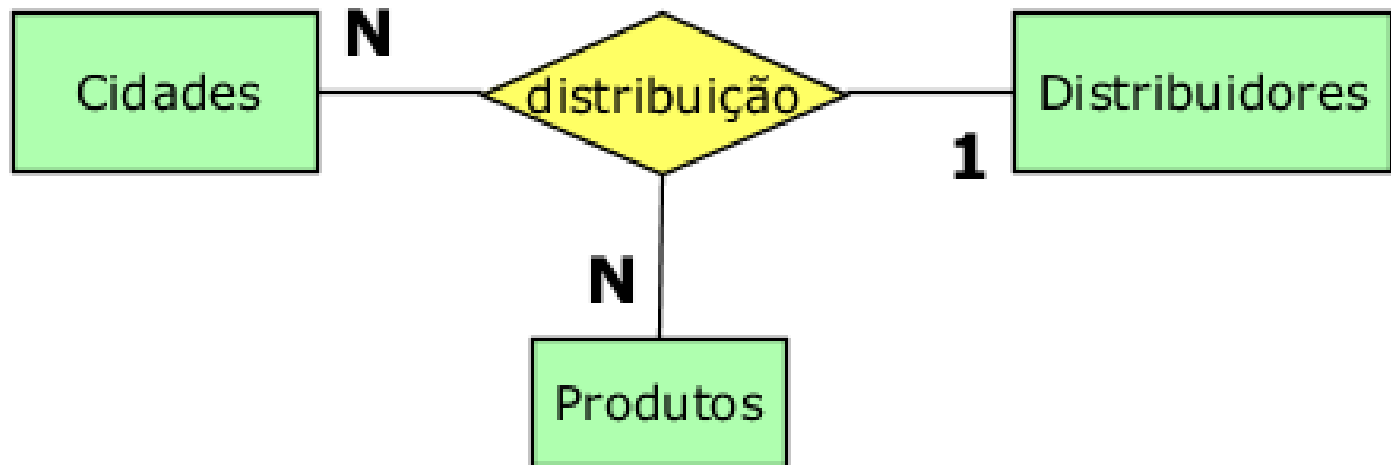 N
Cidades
distribuição
Distribuidores
1
N
Produtos